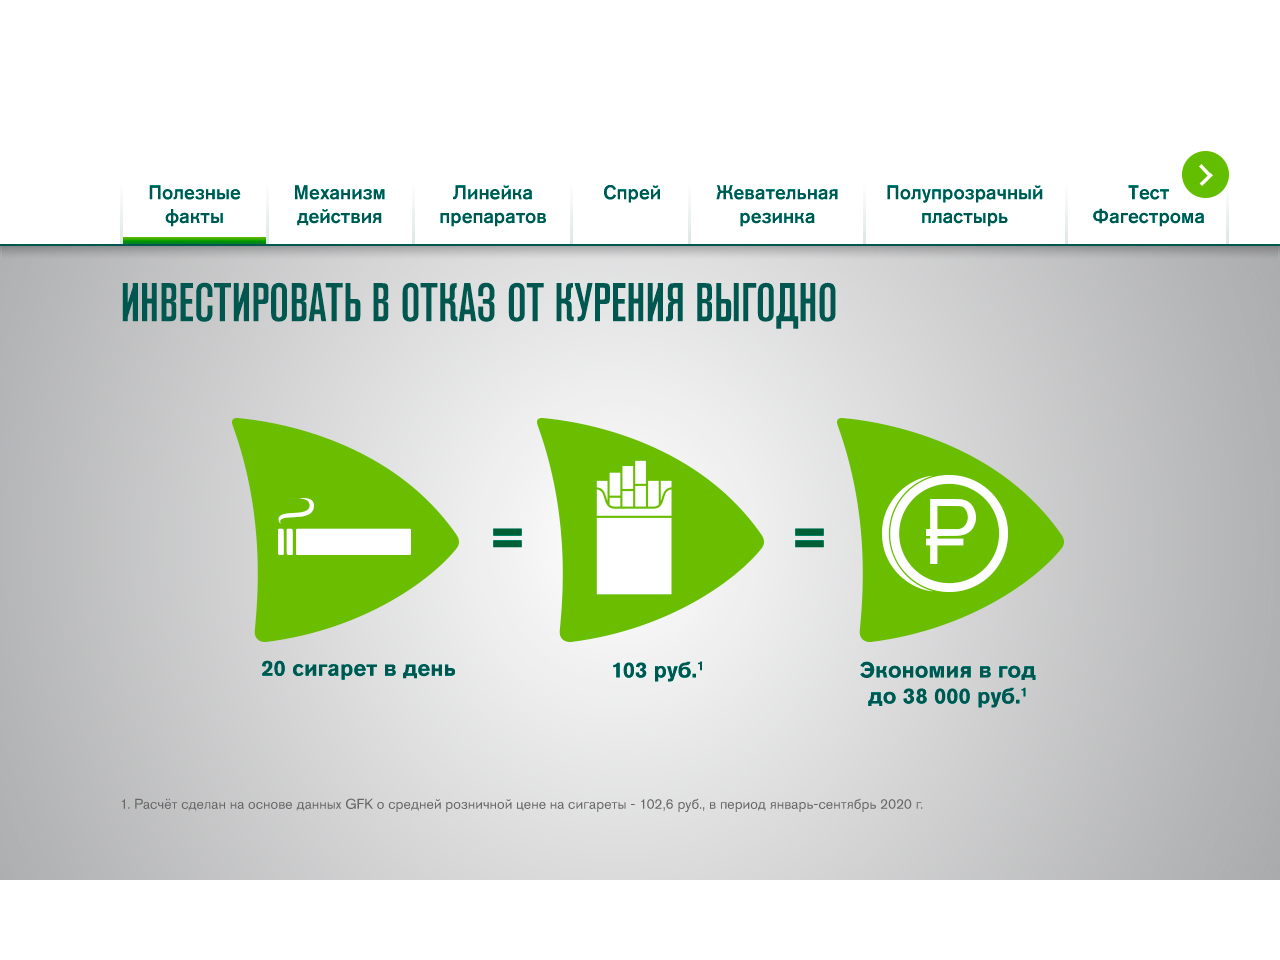 Полезные факты
Механизм действия
Линейка препаратов
Спрей
Жевательная резинка
Полупрозрачный пластырь
Тест Фагестрома
ИНВЕСТИРОВАТЬ В ОТКАЗ ОТ КУРЕНИЯ ВЫГОДНО
=
=
20 сигарет в день
103 руб.¹
Экономия в год
до 38 000 руб.¹
1. Расчёт сделан на основе данных GFK о средней розничной цене на сигареты - 102,6 руб., в период январь-сентябрь 2020 г.